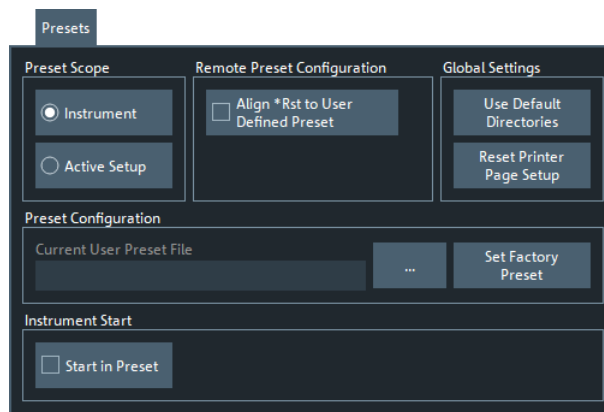 Presets
Preset Scope
Instrument
Active Setup
Remote Preset Configuration
Align *Rst to User
Defined Preset
Global Settings
Use Default
Directories
Reset Printer
Page Setup
Preset Configuration
Current User Preset File
...
Set Factory
Preset
Instrument Start
Start in Preset